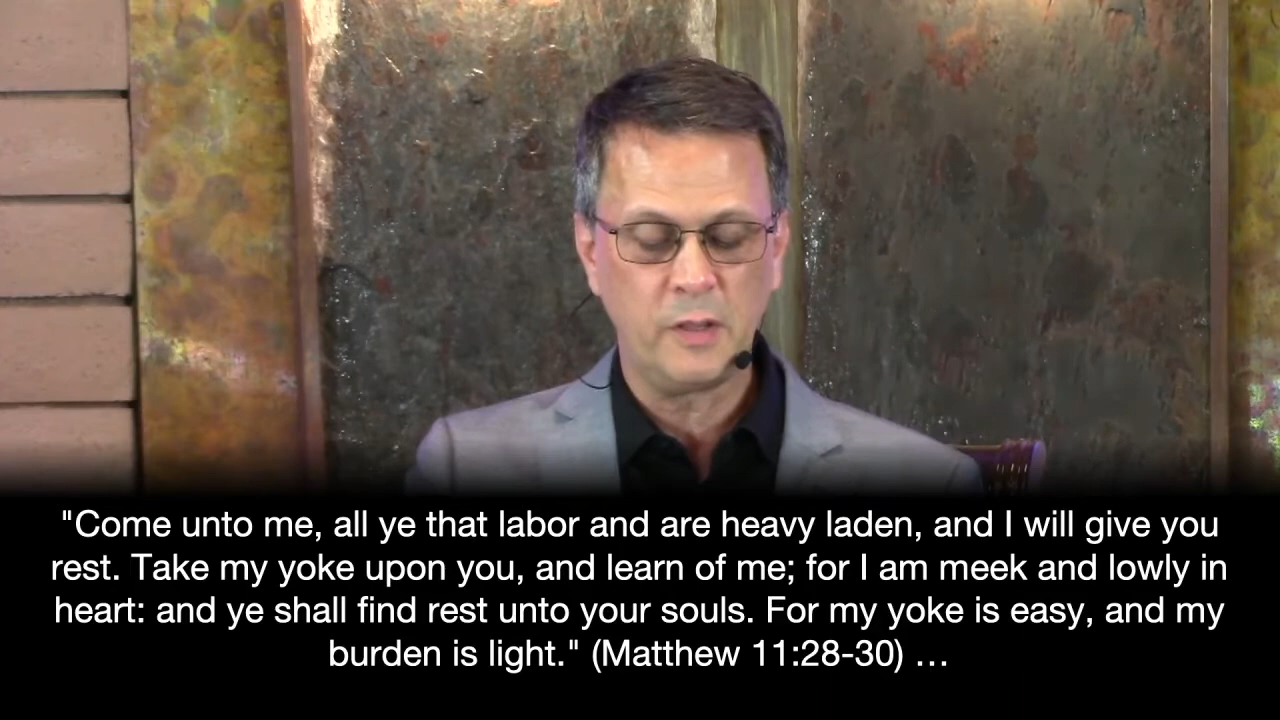 "Come unto me, all ye that labor and are heavy laden, and I will give you
rest. Take my yoke upon you, and learn of me; for I am meek and lowly in
heart: and ye shall find rest unto your souls. For my yoke is easy, and my
burden is light." (Matthew 11:28-30) …